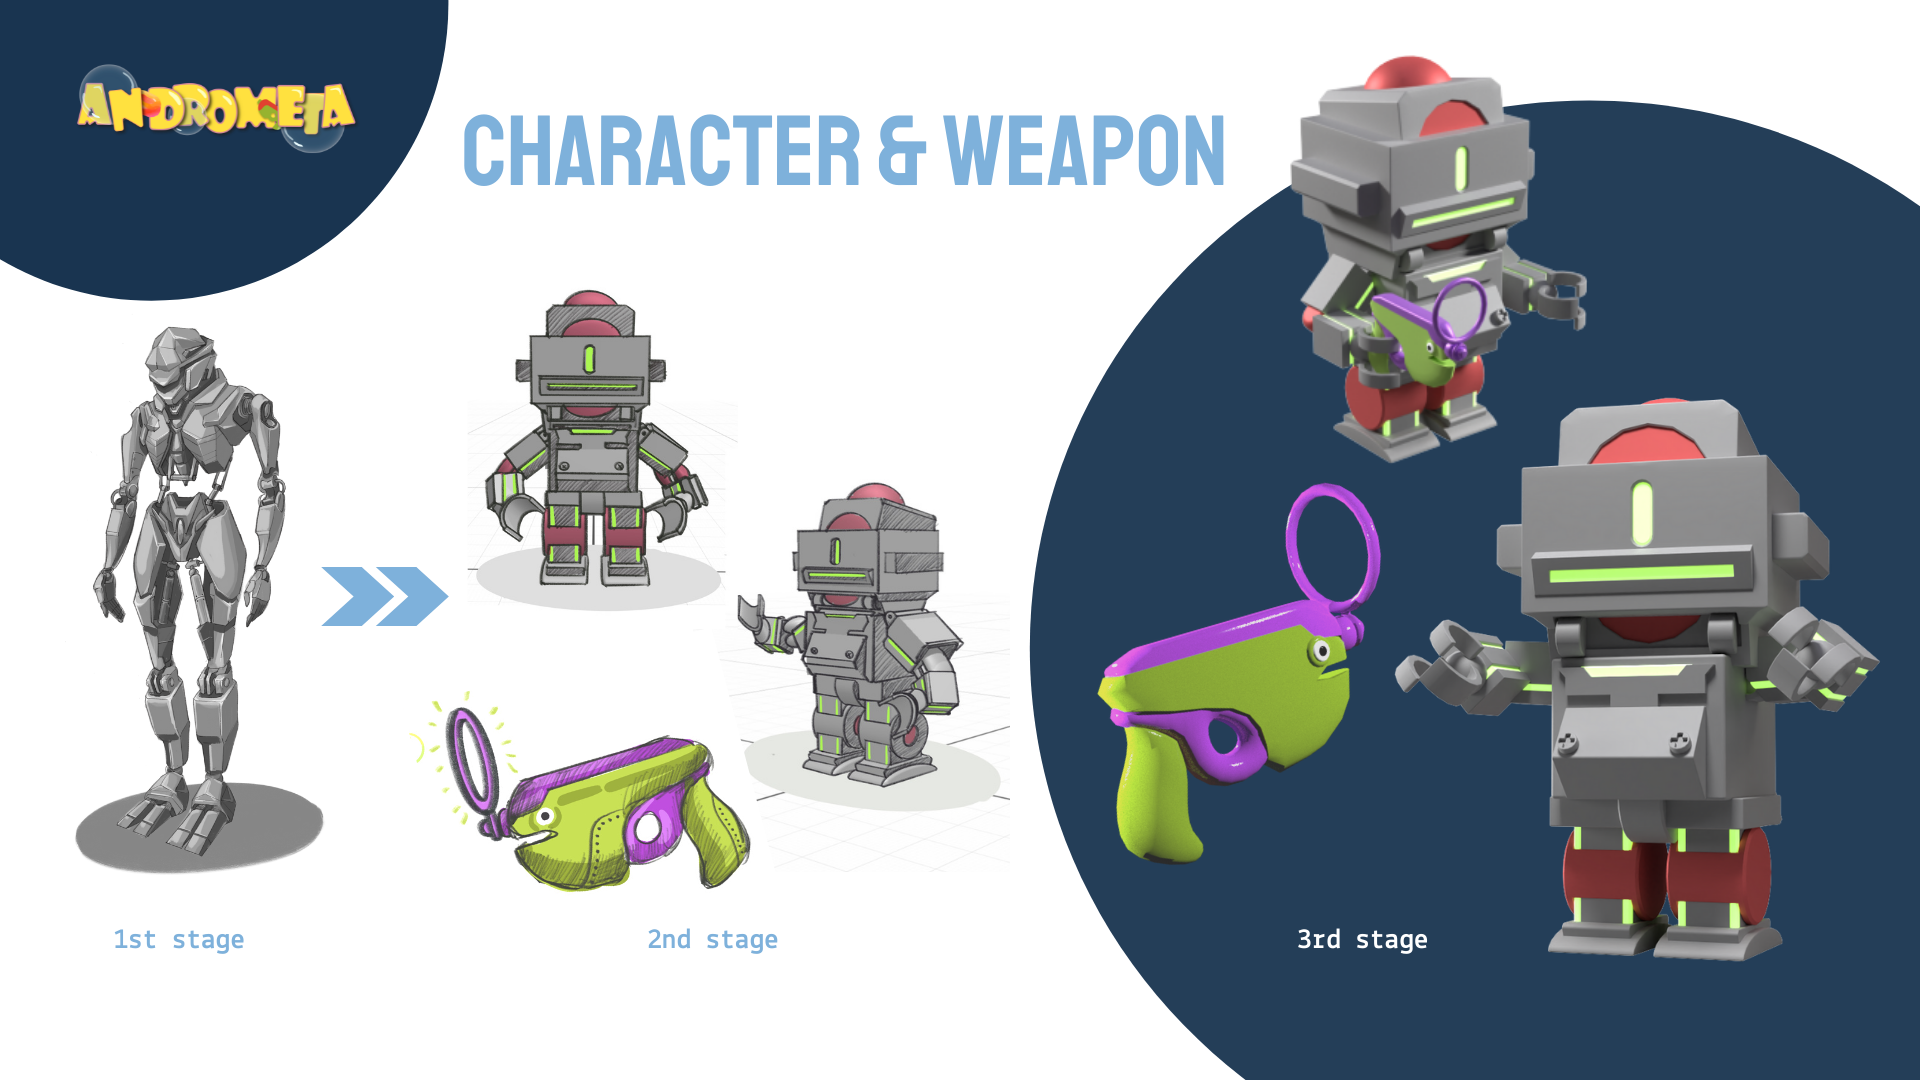 ANDROMETA
CHARACTER & WEAPON
1st stage
2nd stage
3rd stage